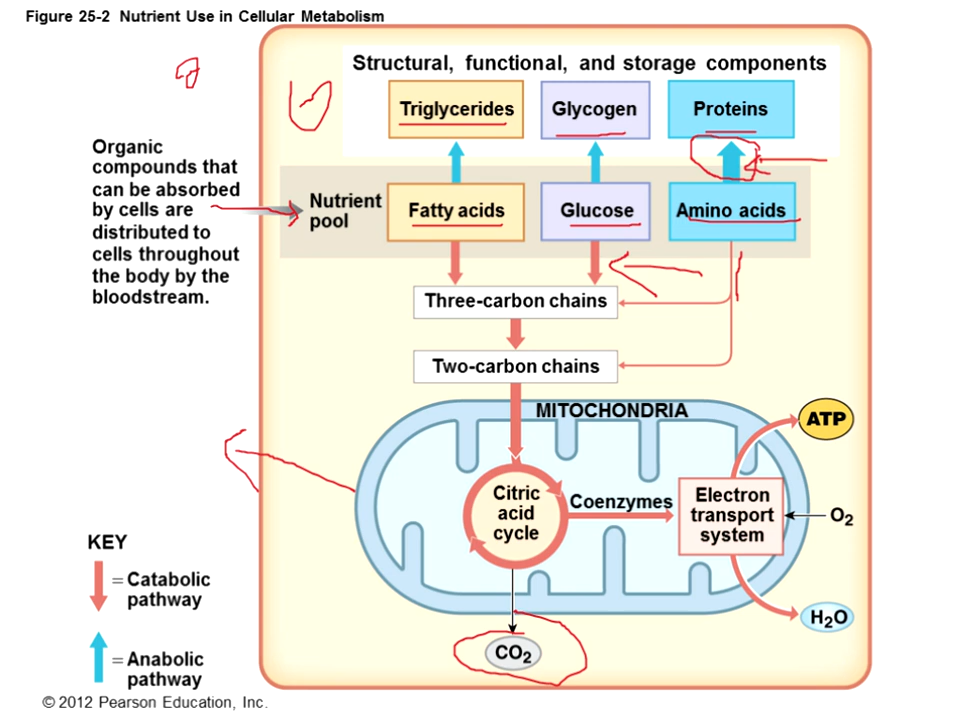 Figure 25-2 Nutrient Use in Cellular Metabolism
Structural, functional, and storage components
Triglycerides
Glycogen
Proteins
Organic
compounds that
can be absorbed
by cells are
distributed to
cells throughout
the body by the
bloodstream.
Nutrient
pool
Fatty acids
Glucose
Amino acids
Three-carbon chains
Two-carbon chains
MITOCHONDRIA
ATP
Citric
acid
cycle
Coenzymes
Electron
transport
system
O2
H2O
CO2
KEY
= Catabolic
pathway
= Anabolic
pathway
© 2012 Pearson Education, Inc.